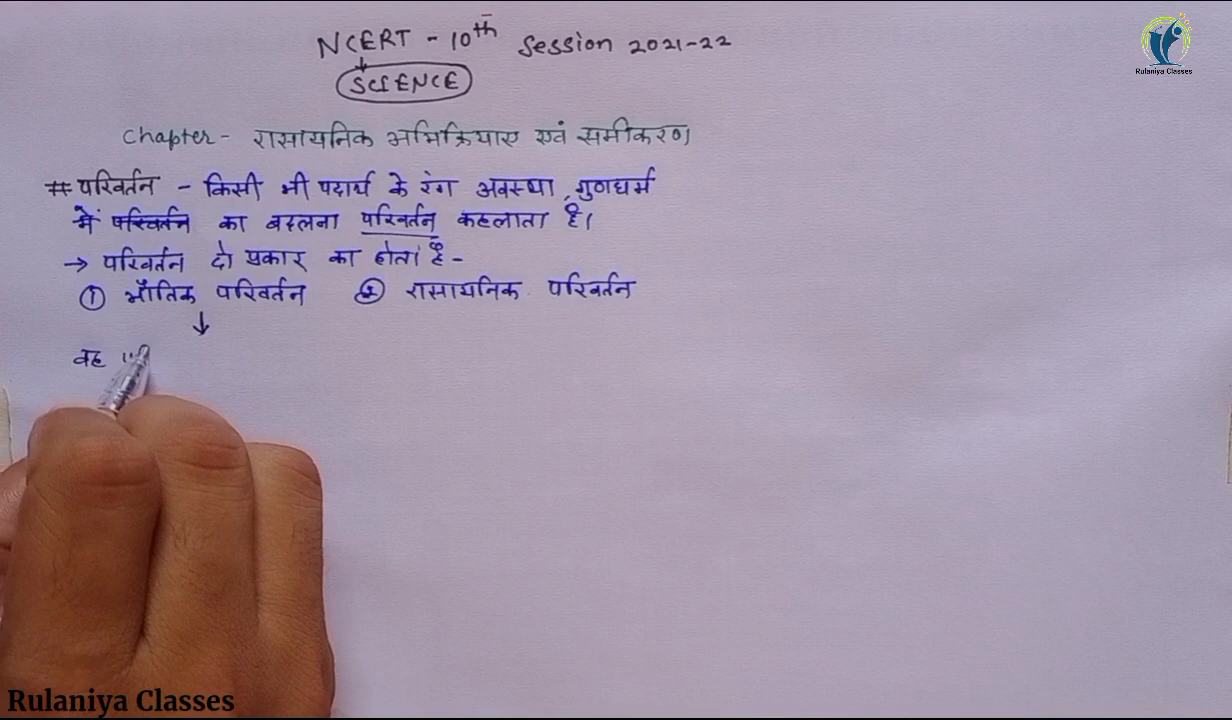 NCERT - 10th Session 2021-22
SCIENCE
Chapter - रासायनिक अभिक्रियाए एवं समीकरण
# परिवर्तन - किसी भी पदार्थ के रंग अवस्था, गुणधर्म
में परिवर्तन का बदलना परिवर्तन कहलाता है।
→ परिवर्तन दो प्रकार का होता है -
① भौतिक परिवर्तन ② रासायनिक परिवर्तन
↓
वह
Rulaniya Classes
Rulaniya Classes